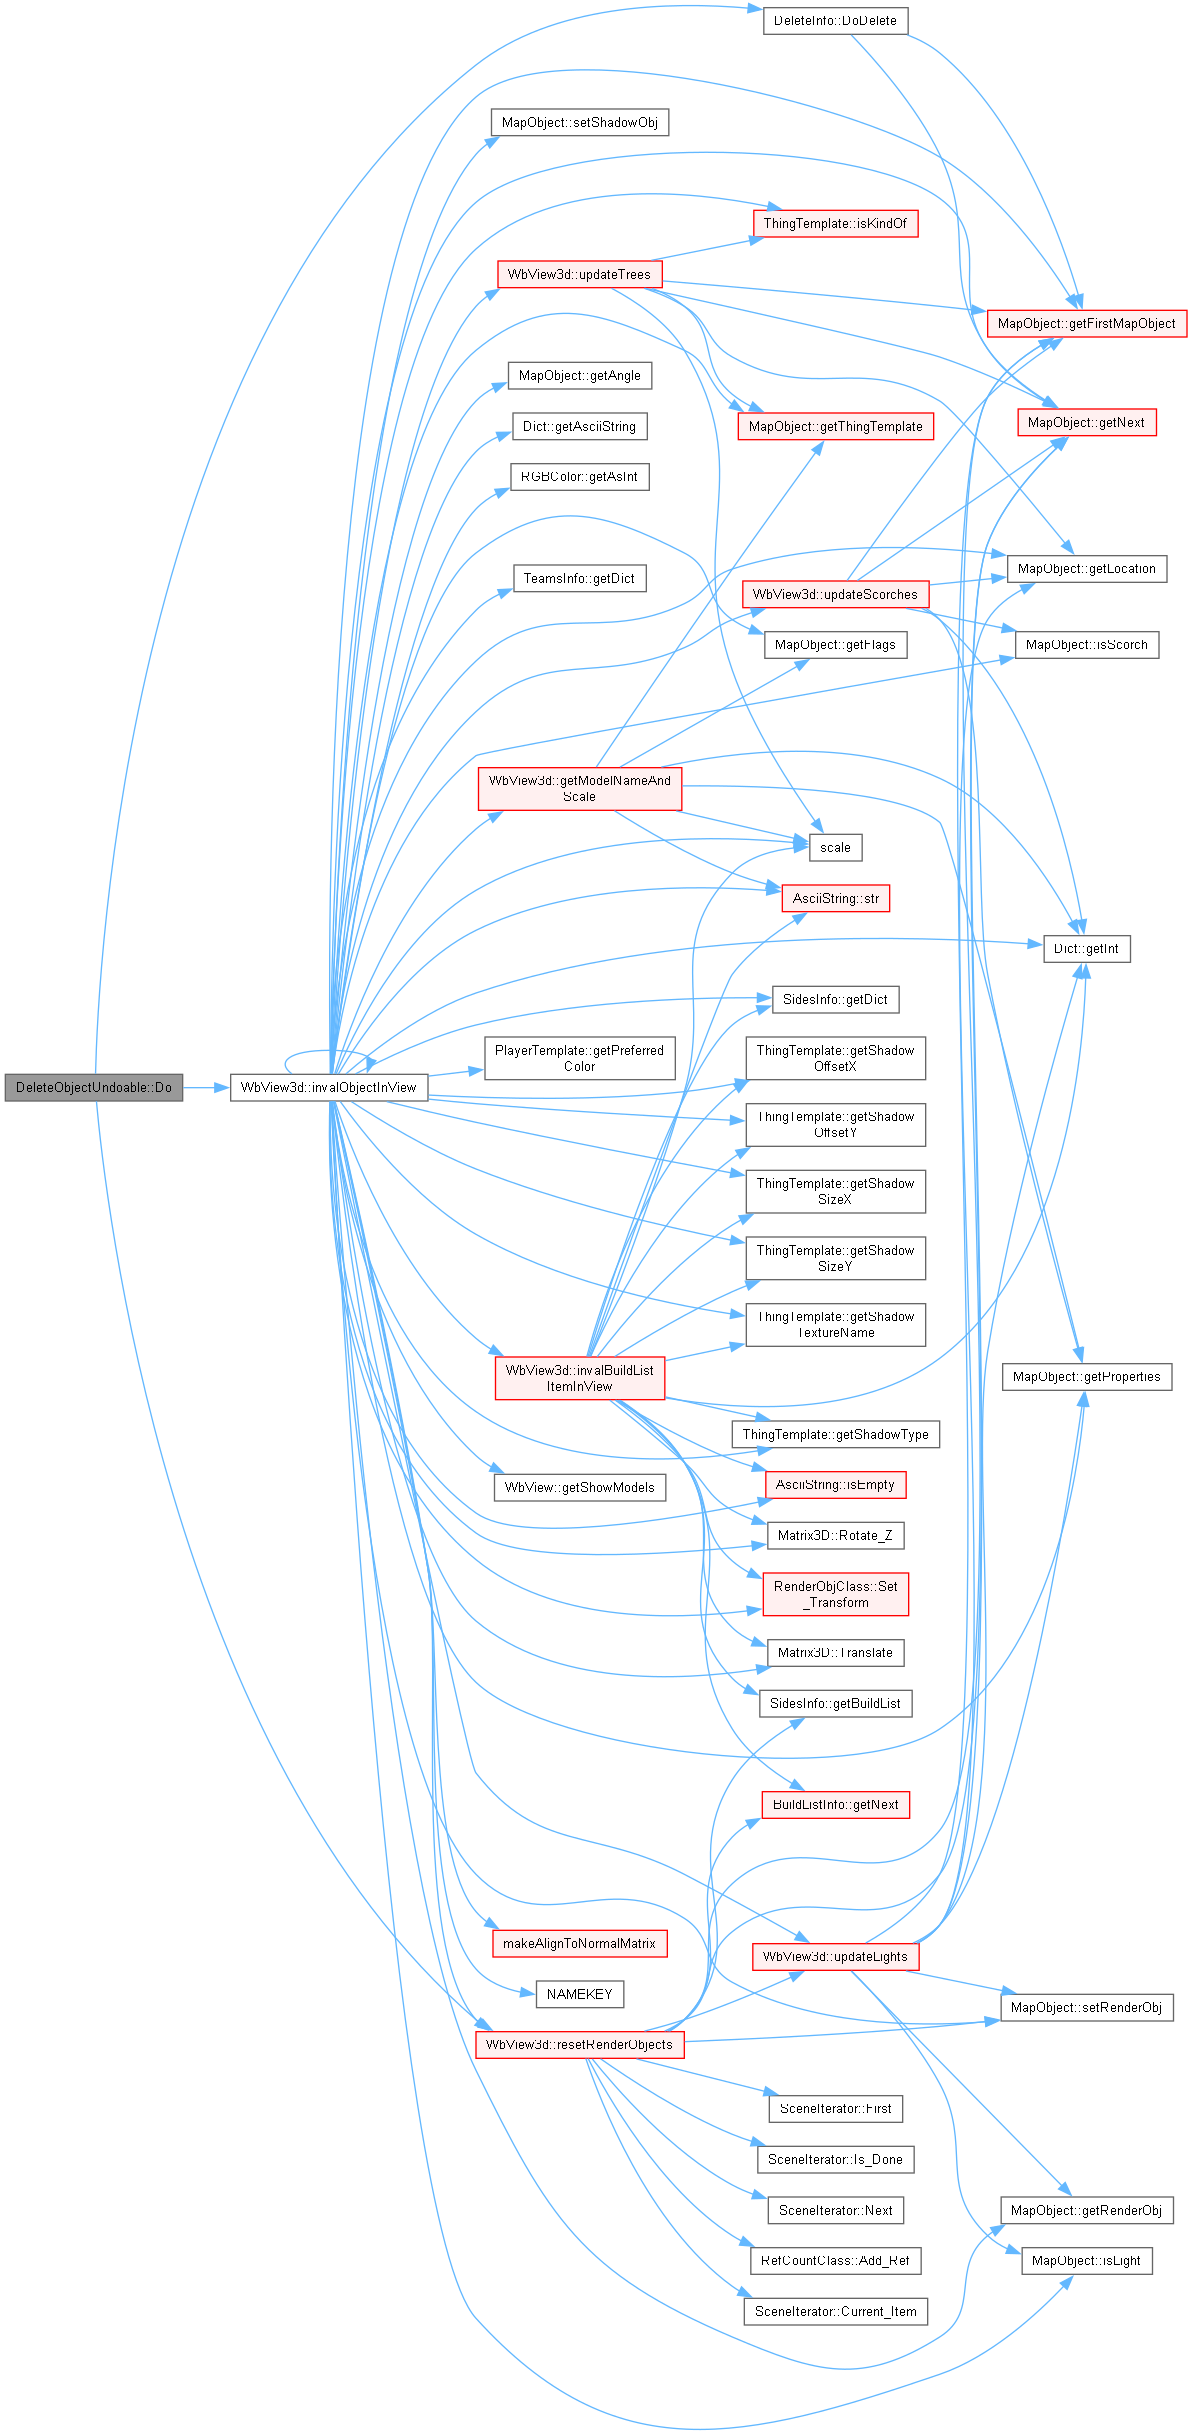 DeleteInfo::DoDelete
MapObject::setShadowObj
ThingTemplate::isKindOf
WbView3d::updateTrees
MapObject::getFirstMapObject
MapObject::getAngle
Dict::getAsciiString
MapObject::getThingTemplate
MapObject::getNext
RGBColor::getAsInt
MapObject::getLocation
TeamsInfo::getDict
WbView3d::updateScorches
MapObject::getFlags
MapObject::isScorch
WbView3d::getModelNameAnd
Scale
scale
AsciiString::str
Dict::getInt
SidesInfo::getDict
PlayerTemplate::getPreferred
Color
ThingTemplate::getShadow
OffsetX
DeleteObjectUndoable::Do
WbView3d::invalObjectInView
ThingTemplate::getShadow
OffsetY
ThingTemplate::getShadow
SizeX
ThingTemplate::getShadow
SizeY
ThingTemplate::getShadow
TextureName
WbView3d::invalBuildList
ItemInView
MapObject::getProperties
ThingTemplate::getShadowType
WbView::getShowModels
AsciiString::isEmpty
Matrix3D::Rotate_Z
RenderObjClass::Set
_Transform
Matrix3D::Translate
SidesInfo::getBuildList
BuildListInfo::getNext
makeAlignToNormalMatrix
WbView3d::updateLights
NAMEKEY
MapObject::setRenderObj
WbView3d::resetRenderObjects
SceneIterator::First
SceneIterator::Is_Done
SceneIterator::Next
MapObject::getRenderObj
RefCountClass::Add_Ref
MapObject::isLight
SceneIterator::Current_Item